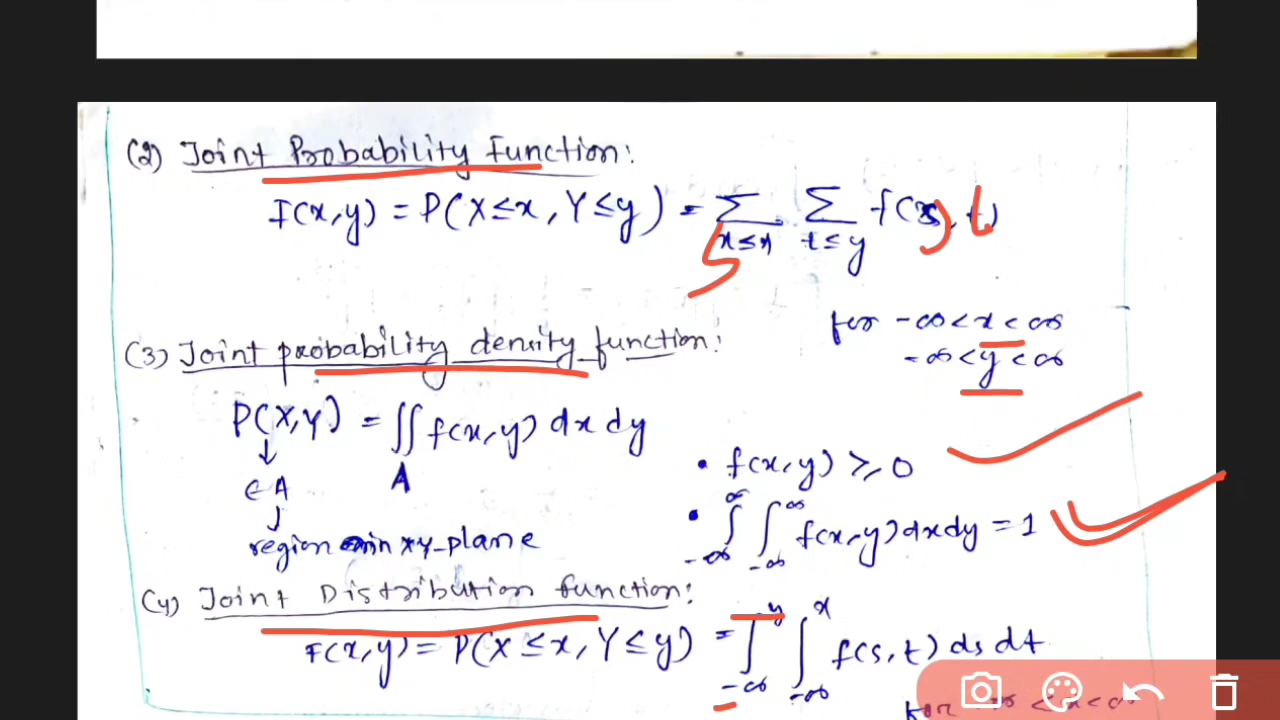 (2) Joint Probability Function:
F(x,y) = P(X≤x, Y≤y) = ∑ ∑ f(s,t)
x≤x t≤y
for -∞<x<∞
-∞<y<∞
(3) Joint probability density function:
P(X,Y) = ∬ f(x,y) dx dy
A
∈A
region in xy-plane
• f(x,y) ≥ 0
• ∫_{-∞}^{∞} ∫_{-∞}^{∞} f(x,y) dx dy = 1
(4) Joint Distribution function:
F(x,y) = P(X≤x, Y≤y) = ∫_{-∞}^{y} ∫_{-∞}^{x} f(s,t) ds dt
for